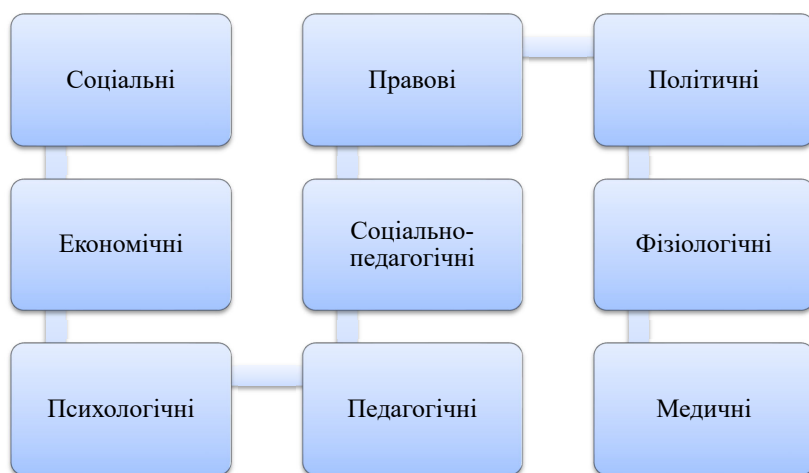 Соціальні
Економічні
Психологічні
Педагогічні
Соціально-
педагогічні
Правові
Політичні
Фізіологічні
Медичні